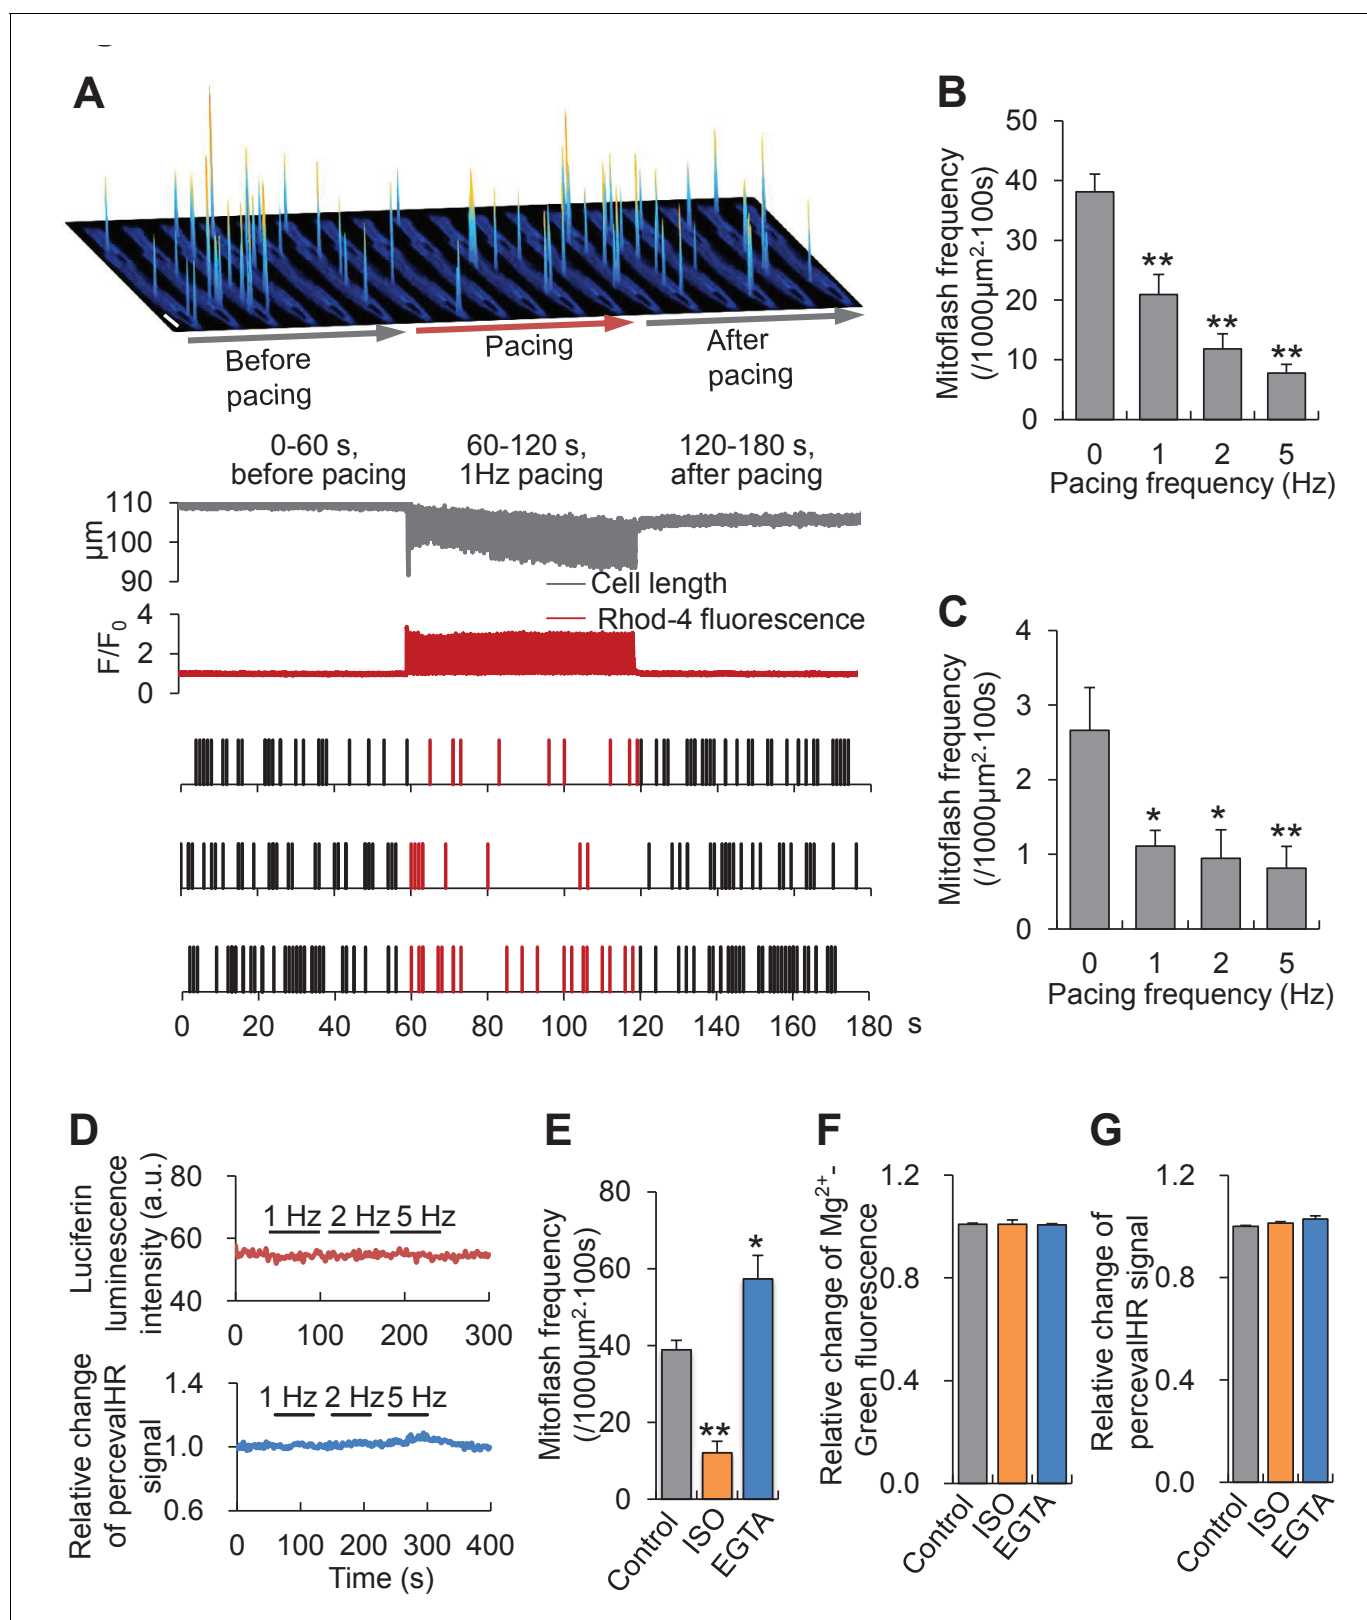 A
Before
pacing
Pacing
After
pacing
0-60 s,
before pacing
60-120 s,
1Hz pacing
120-180 s,
after pacing
110
100
90
µm
Cell length
4
2
0
F/F0
Rhod-4 fluorescence
0 20 40 60 80 100 120 140 160 180 s
B
Mitoflash frequency
(/1000µm²·100s)
50
40
30
20
10
0
**
**
**
0 1 2 5
Pacing frequency (Hz)
C
Mitoflash frequency
(/1000µm²·100s)
4
3
2
1
0
*
*
**
0 1 2 5
Pacing frequency (Hz)
D
Luciferin
luminescence
intensity (a.u.)
80
60
40
1 Hz 2 Hz 5 Hz
0 100 200 300
Relative change
of percevalHR
signal
1.4
1.0
0.6
1 Hz 2 Hz 5 Hz
0 100 200 300 400
Time (s)
E
Mitoflash frequency
(/1000µm²·100s)
80
60
40
20
0
**
*
Control
ISO
EGTA
F
Relative change of Mg²⁺-
Green fluorescence
1.2
0.8
0.4
0.0
Control
ISO
EGTA
G
Relative change of
percevalHR signal
1.2
0.8
0.4
0.0
Control
ISO
EGTA